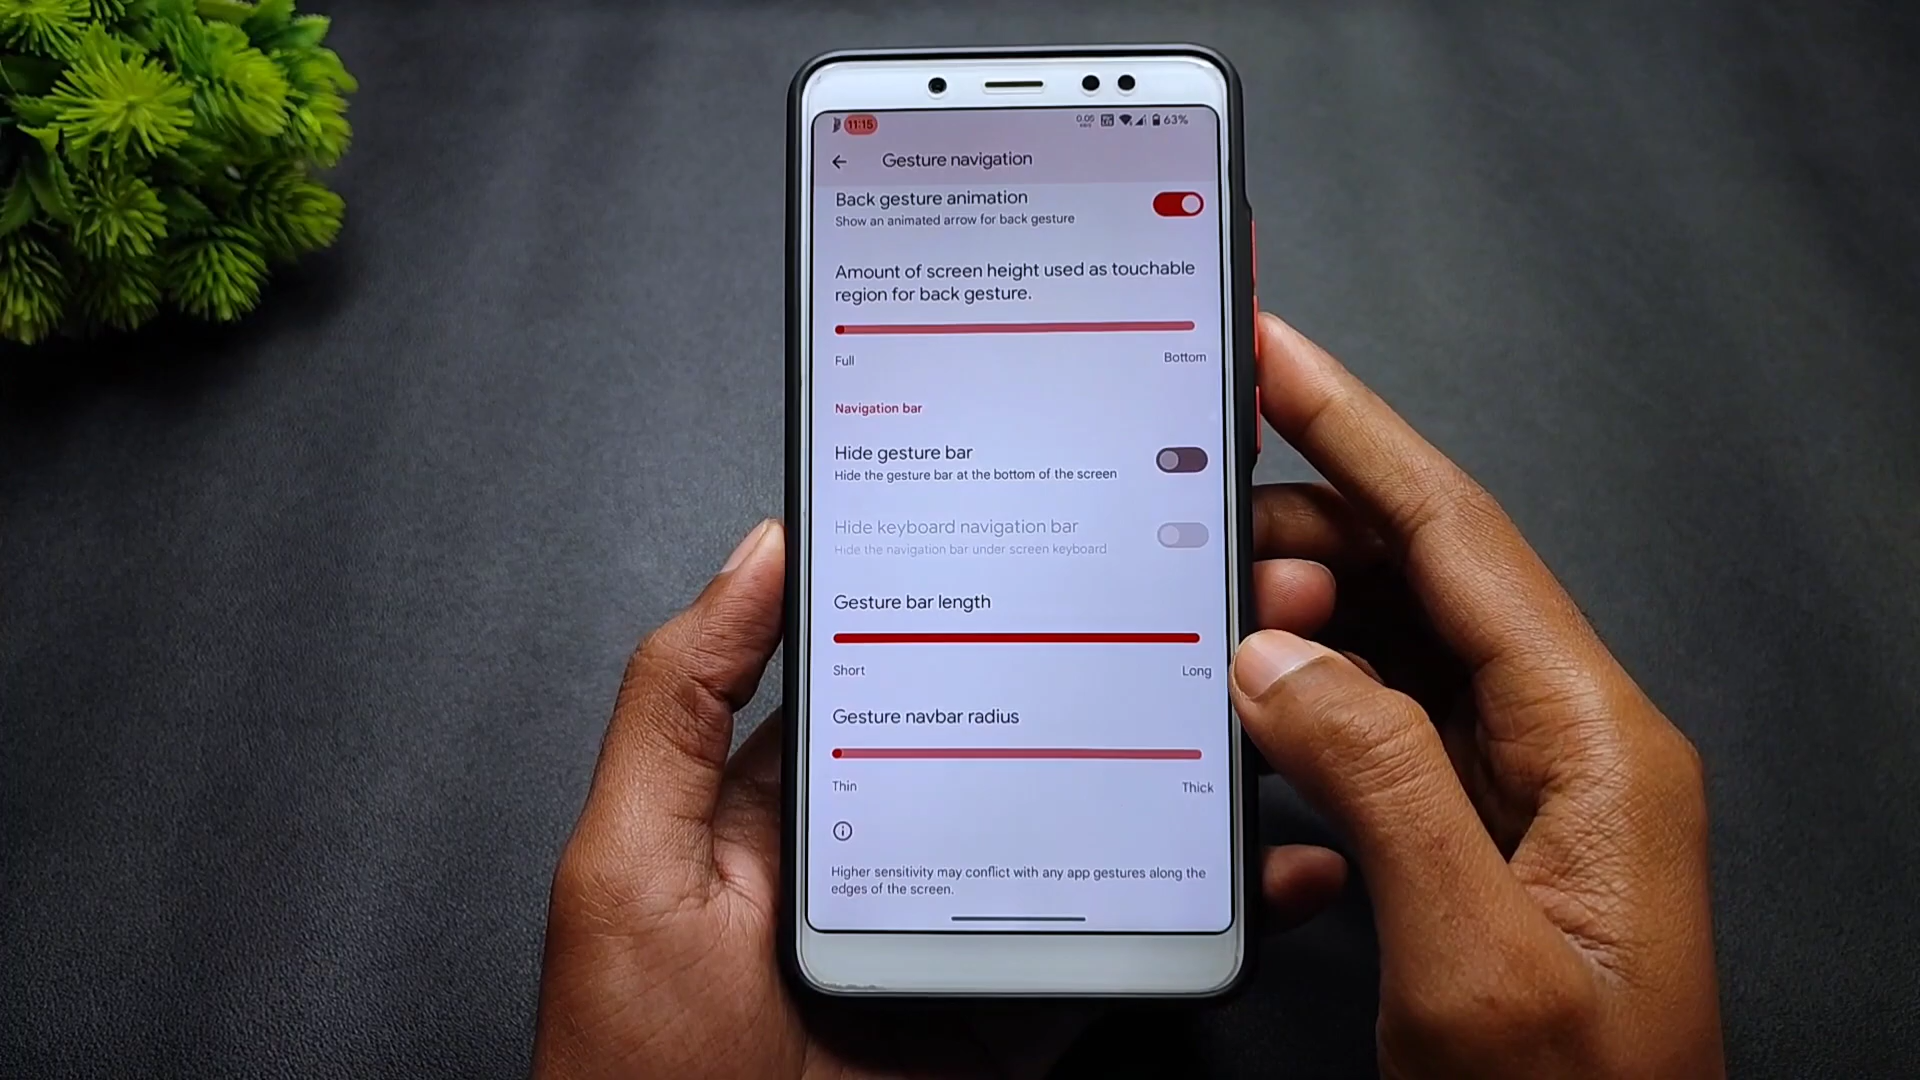 11:15
0.05
63%
Gesture navigation
Back gesture animation
Show an animated arrow for back gesture
Amount of screen height used as touchable
region for back gesture.
Full
Bottom
Navigation bar
Hide gesture bar
Hide the gesture bar at the bottom of the screen
Hide keyboard navigation bar
Hide the navigation bar under screen keyboard
Gesture bar length
Short
Long
Gesture navbar radius
Thin
Thick
Higher sensitivity may conflict with any app gestures along the
edges of the screen.